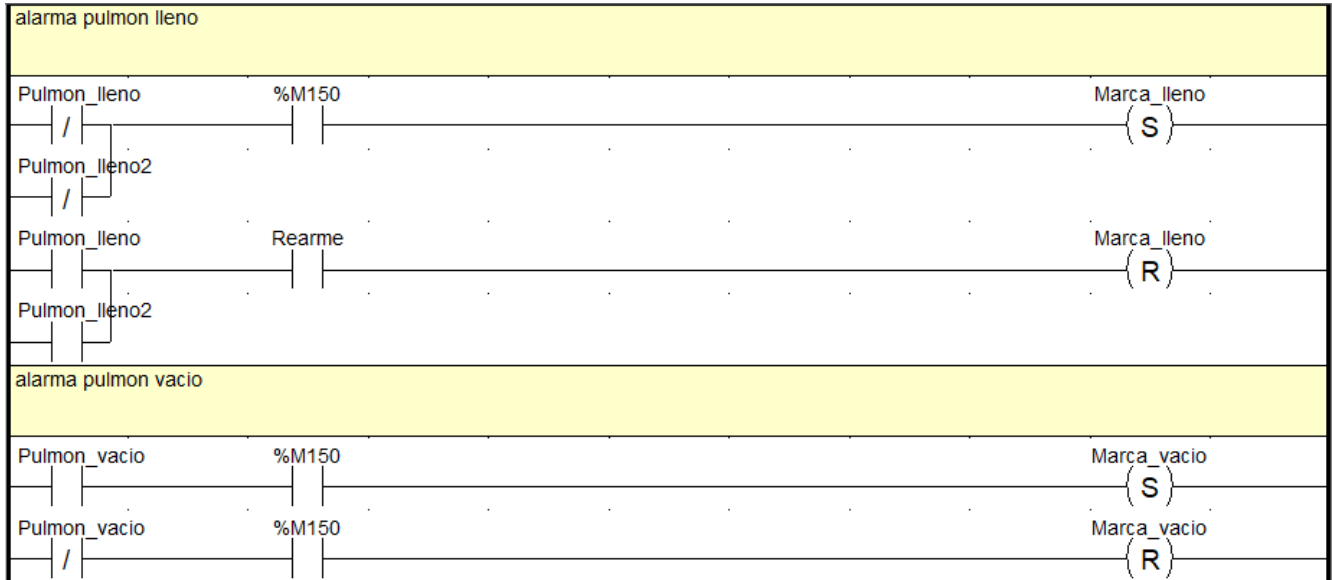 alarma pulmon lleno
Pulmon_lleno %M150 Marca_lleno
/ S
Pulmon_lleno2
/
Pulmon_lleno Rearme Marca_lleno
R
Pulmon_lleno2
alarma pulmon vacio
Pulmon_vacio %M150 Marca_vacio
S
Pulmon_vacio %M150 Marca_vacio
/ R